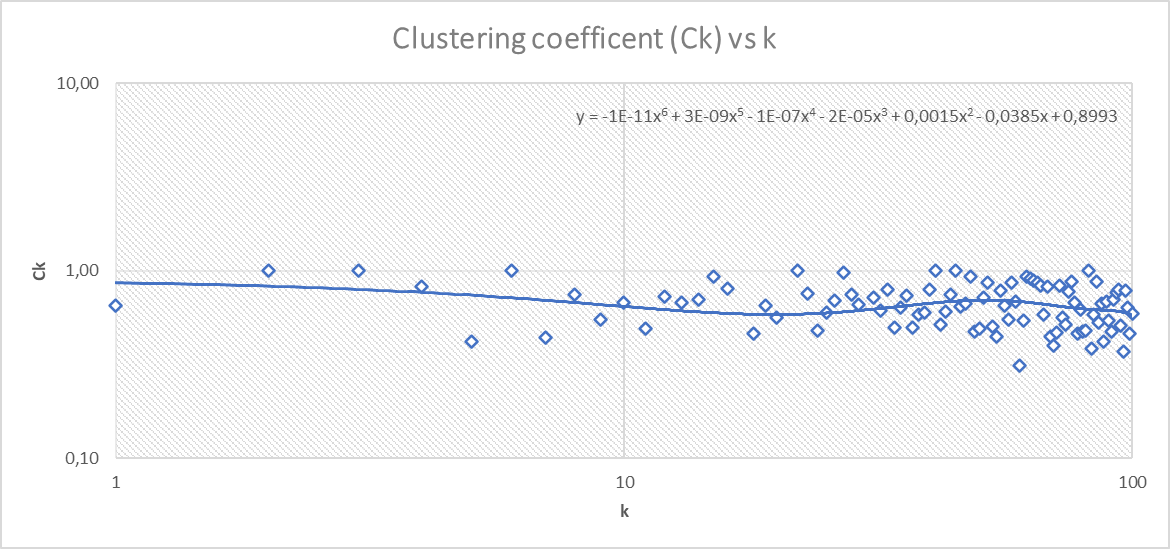 Clustering coefficent (Ck) vs k
10,00
y = -1E-11x⁶ + 3E-09x⁵ - 1E-07x⁴ - 2E-05x³ + 0,0015x² - 0,0385x + 0,8993
1,00
Ck
0,10
1 10 100
k